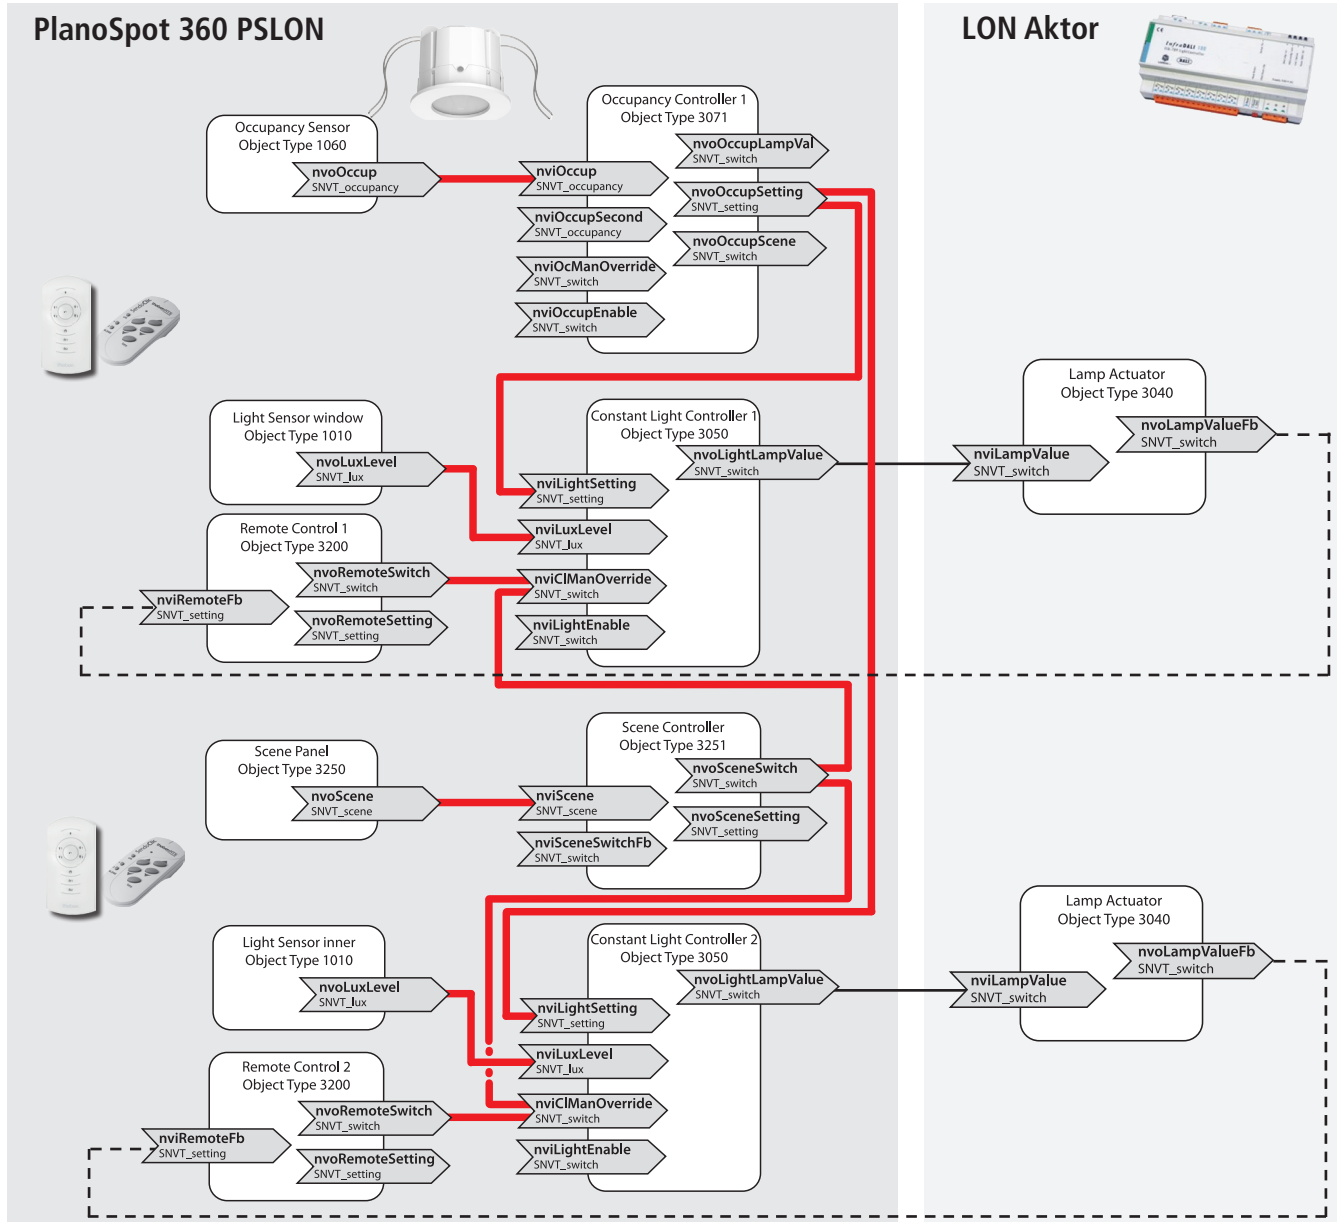 PlanoSpot 360 PSLON
LON Aktor
InfraDALI
Occupancy Sensor
Object Type 1060
nvoOccup
SNVT_occupancy
Occupancy Controller 1
Object Type 3071
nviOccup
SNVT_occupancy
nviOccupSecond
SNVT_occupancy
nviOcManOverride
SNVT_switch
nviOccupEnable
SNVT_switch
nvoOccupLampVal
SNVT_switch
nvoOccupSetting
SNVT_setting
nvoOccupScene
SNVT_switch
Light Sensor window
Object Type 1010
nvoLuxLevel
SNVT_lux
Remote Control 1
Object Type 3200
nvoRemoteSwitch
SNVT_switch
nviRemoteFb
SNVT_setting
nvoRemoteSetting
SNVT_setting
Constant Light Controller 1
Object Type 3050
nvoLightLampValue
SNVT_switch
nviLightSetting
SNVT_setting
nviLuxLevel
SNVT_lux
nviClManOverride
SNVT_switch
nviLightEnable
SNVT_switch
Lamp Actuator
Object Type 3040
nvoLampValueFb
SNVT_switch
nviLampValue
SNVT_switch
Scene Panel
Object Type 3250
nvoScene
SNVT_scene
Scene Controller
Object Type 3251
nvoSceneSwitch
SNVT_switch
nviScene
SNVT_scene
nvoSceneSetting
SNVT_setting
nviSceneSwitchFb
SNVT_switch
Light Sensor inner
Object Type 1010
nvoLuxLevel
SNVT_lux
Remote Control 2
Object Type 3200
nvoRemoteSwitch
SNVT_switch
nviRemoteFb
SNVT_setting
nvoRemoteSetting
SNVT_setting
Constant Light Controller 2
Object Type 3050
nvoLightLampValue
SNVT_switch
nviLightSetting
SNVT_setting
nviLuxLevel
SNVT_lux
nviClManOverride
SNVT_switch
nviLightEnable
SNVT_switch
Lamp Actuator
Object Type 3040
nvoLampValueFb
SNVT_switch
nviLampValue
SNVT_switch